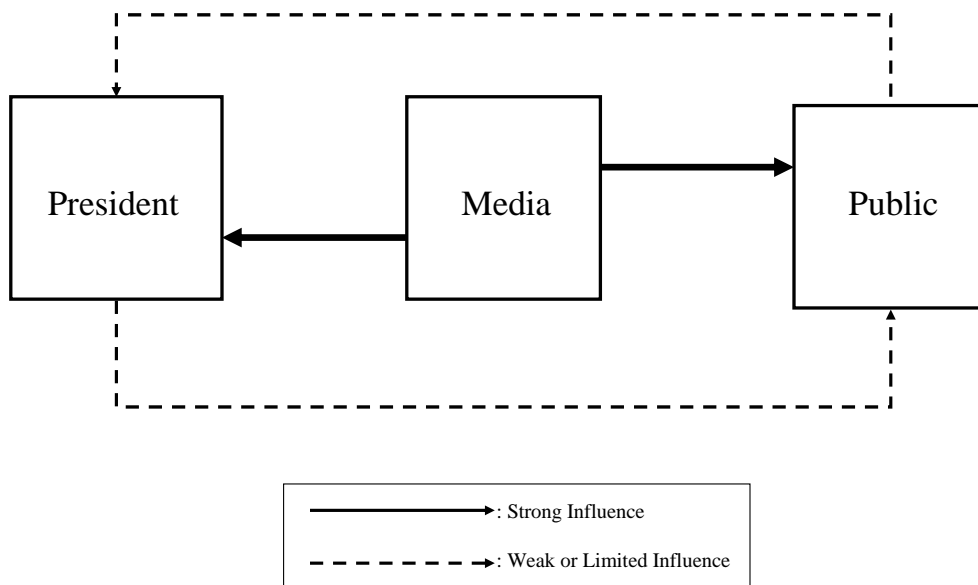 President
Media
Public
: Strong Influence
: Weak or Limited Influence